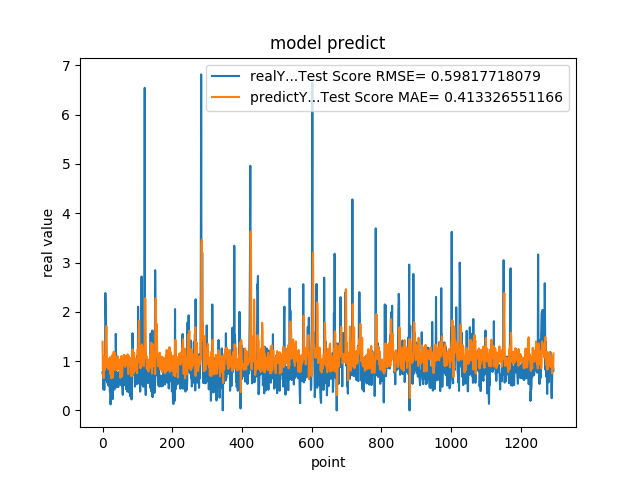 model predict
realY...Test Score RMSE= 0.59817718079
predictY...Test Score MAE= 0.413326551166
7
6
5
4
3
2
1
0
real value
0 200 400 600 800 1000 1200
point